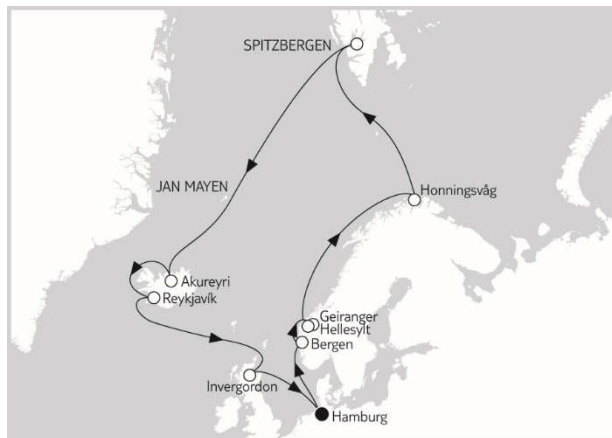 SPITZBERGEN
JAN MAYEN
Honningsvåg
Akureyri
Reykjavík
Geiranger
Hellesylt
Bergen
Invergordon
Hamburg